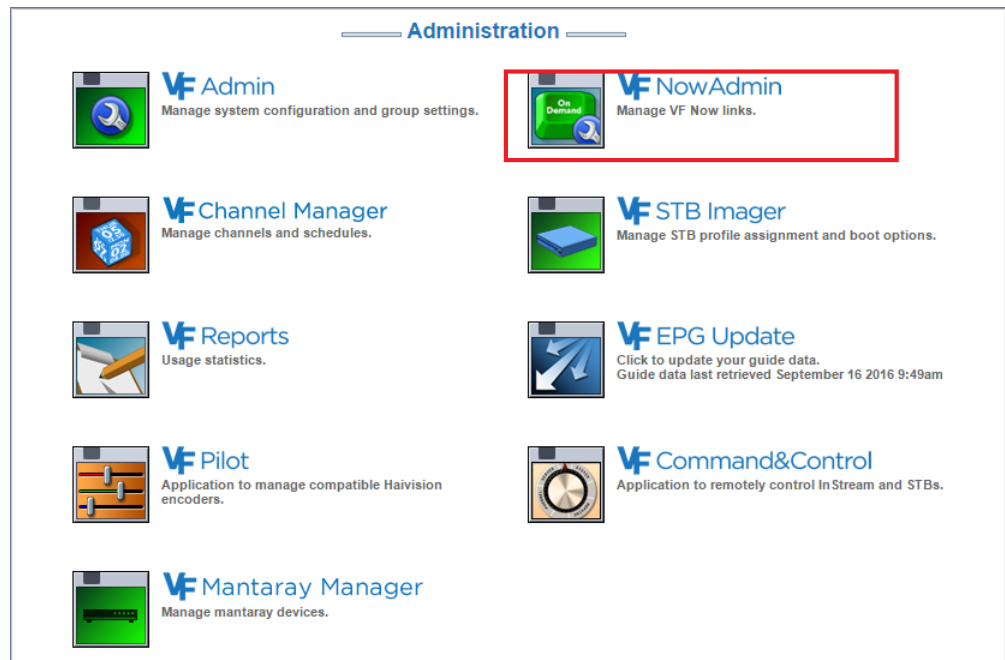 Administration
VF Admin
Manage system configuration and group settings.
On
Demand
VF NowAdmin
Manage VF Now links.
VF Channel Manager
Manage channels and schedules.
VF STB Imager
Manage STB profile assignment and boot options.
VF Reports
Usage statistics.
VF EPG Update
Click to update your guide data.
Guide data last retrieved September 16 2016 9:49am
VF Pilot
Application to manage compatible Haivision
encoders.
VF Command&Control
Application to remotely control InStream and STBs.
VF Mantaray Manager
Manage mantaray devices.